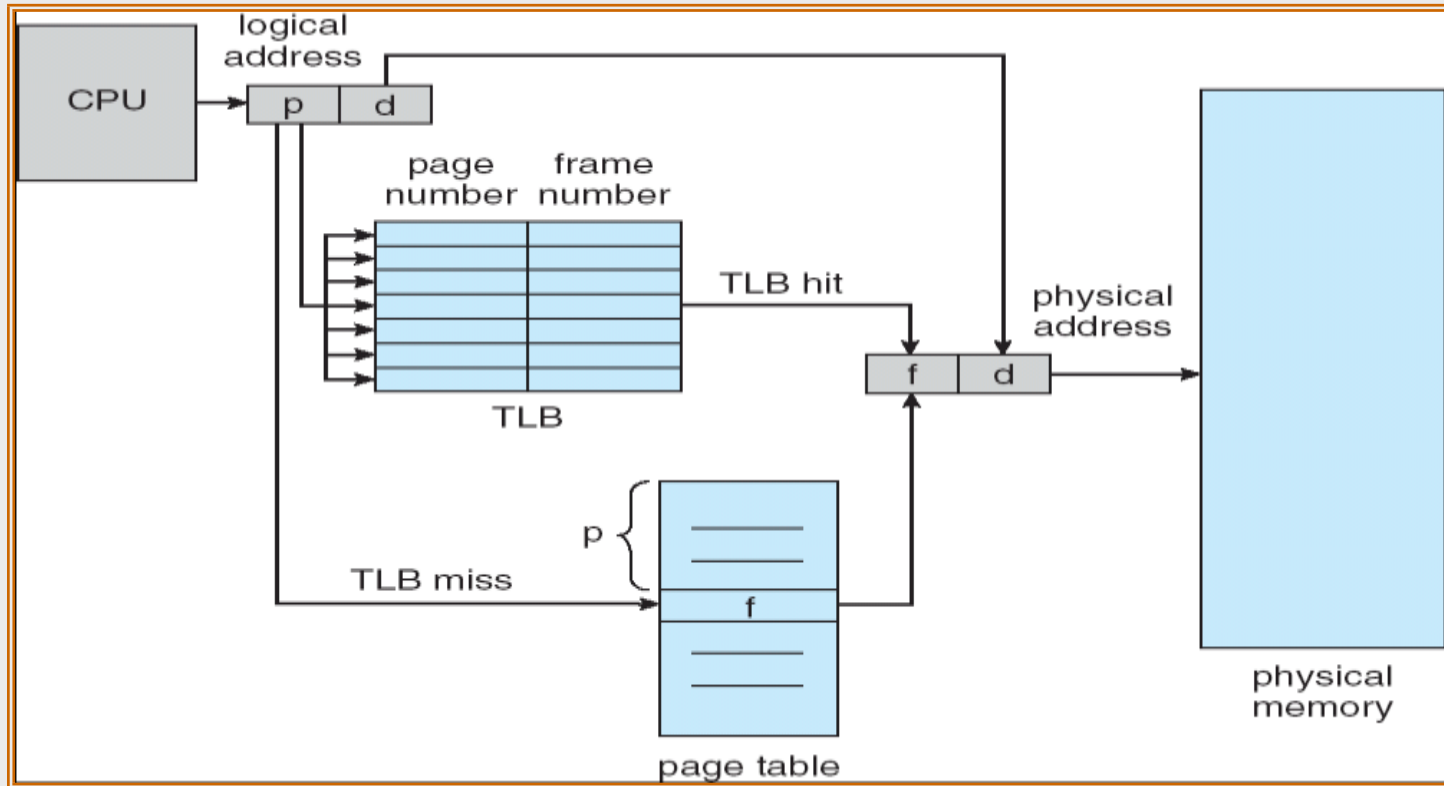 logical
address
CPU
p
d
page
number
frame
number
TLB hit
physical
address
f
d
TLB
p
TLB miss
f
physical
memory
page table